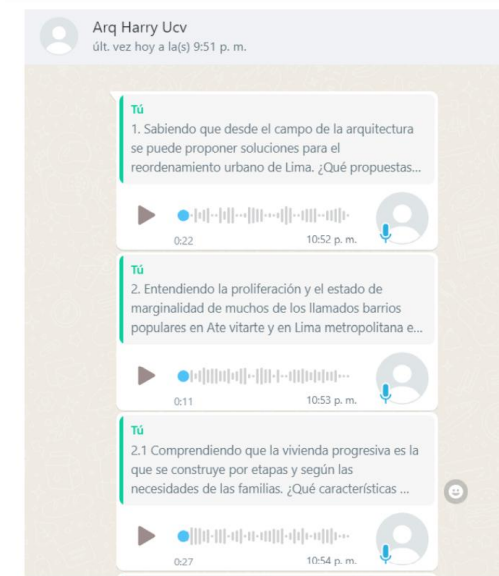 Arq Harry Ucv
últ. vez hoy a la(s) 9:51 p. m.
Tú
1. Sabiendo que desde el campo de la arquitectura
se puede proponer soluciones para el
reordenamiento urbano de Lima. ¿Qué propuestas...
0:22 10:52 p. m.
Tú
2. Entendiendo la proliferación y el estado de
marginalidad de muchos de los llamados barrios
populares en Ate vitarte y en Lima metropolitana e...
0:11 10:53 p. m.
Tú
2.1 Comprendiendo que la vivienda progresiva es la
que se construye por etapas y según las
necesidades de las familias. ¿Qué características ...
0:27 10:54 p. m.